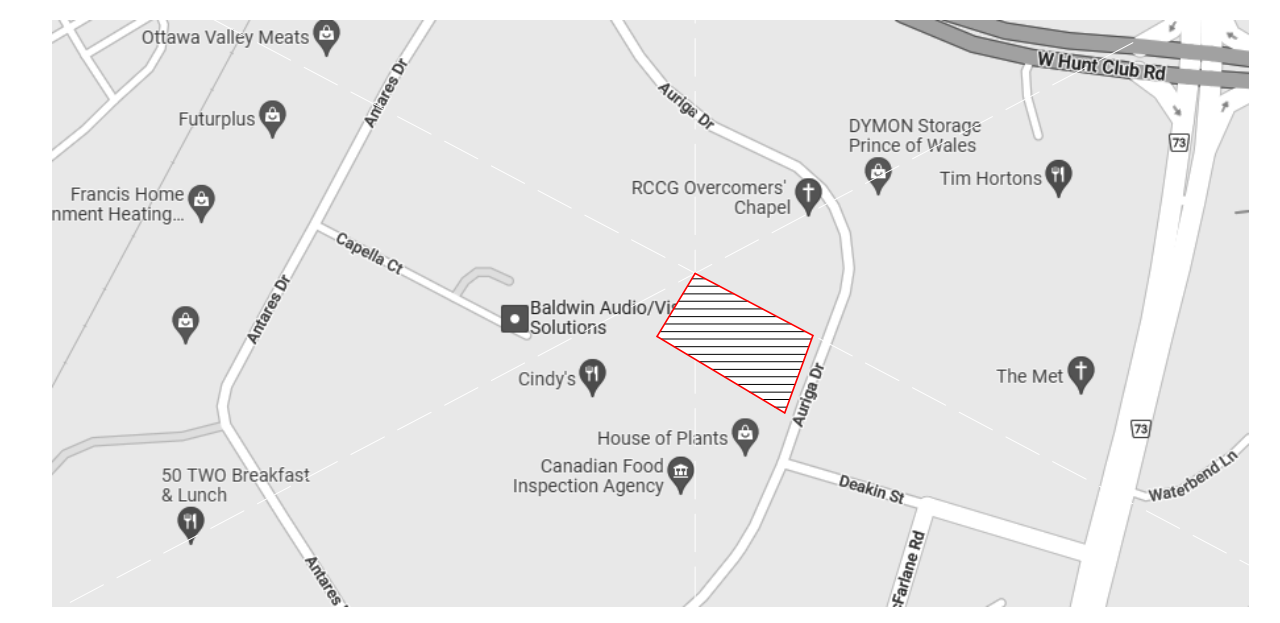 Ottawa Valley Meats
W Hunt Club Rd
Antares Dr
Auriga Dr
Futurplus
DYMON Storage
Prince of Wales
73
Tim Hortons
RCCG Overcomers'
Chapel
Francis Home
nment Heating...
Capella Ct
Antares Dr
Baldwin Audio/Vis
Solutions
Cindy's
The Met
Auriga Dr
73
House of Plants
Canadian Food
Inspection Agency
50 TWO Breakfast
& Lunch
Deakin St
Waterbend Ln
Farlane Rd
Antares